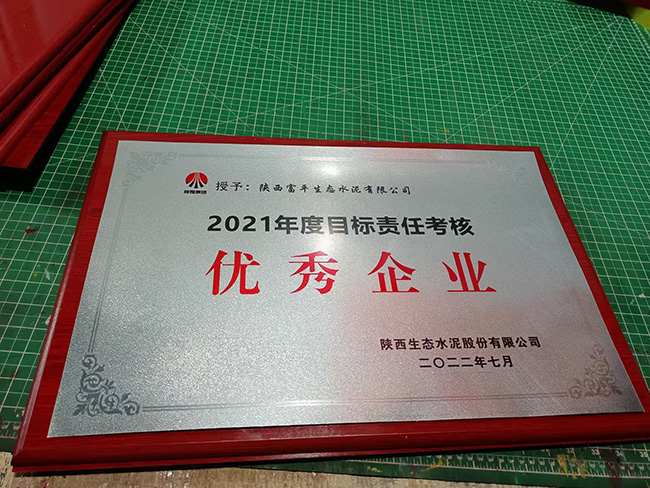 授予：陕西富平生态水泥有限公司
2021年度目标责任考核
优秀企业
陕西生态水泥股份有限公司
二〇二二年七月